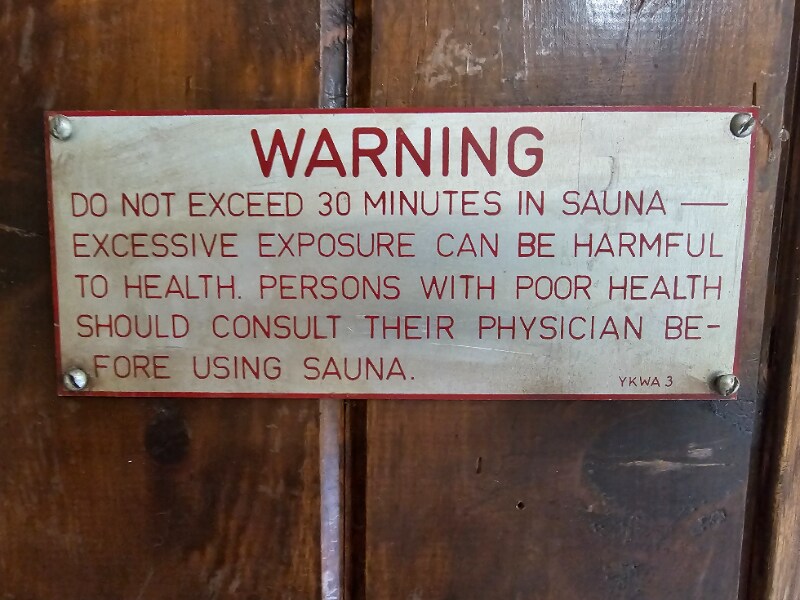 WARNING
DO NOT EXCEED 30 MINUTES IN SAUNA —
EXCESSIVE EXPOSURE CAN BE HARMFUL
TO HEALTH. PERSONS WITH POOR HEALTH
SHOULD CONSULT THEIR PHYSICIAN BE-
FORE USING SAUNA.
YKWA 3